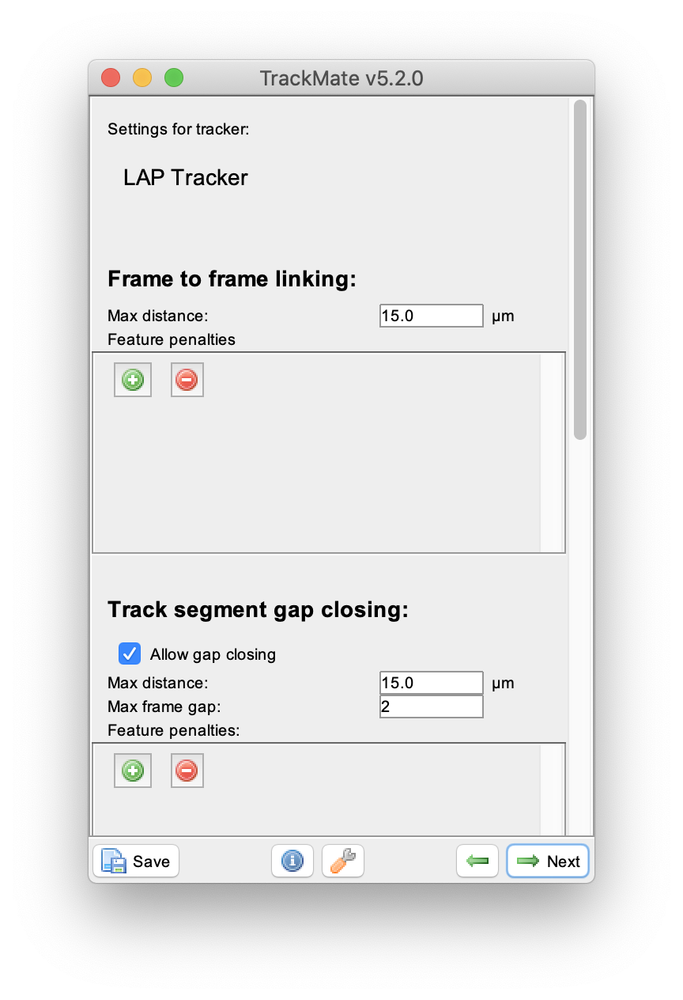 TrackMate v5.2.0
Settings for tracker:
LAP Tracker
Frame to frame linking:
Max distance: 15.0 µm
Feature penalties
Track segment gap closing:
Allow gap closing
Max distance: 15.0 µm
Max frame gap: 2
Feature penalties:
Save Next